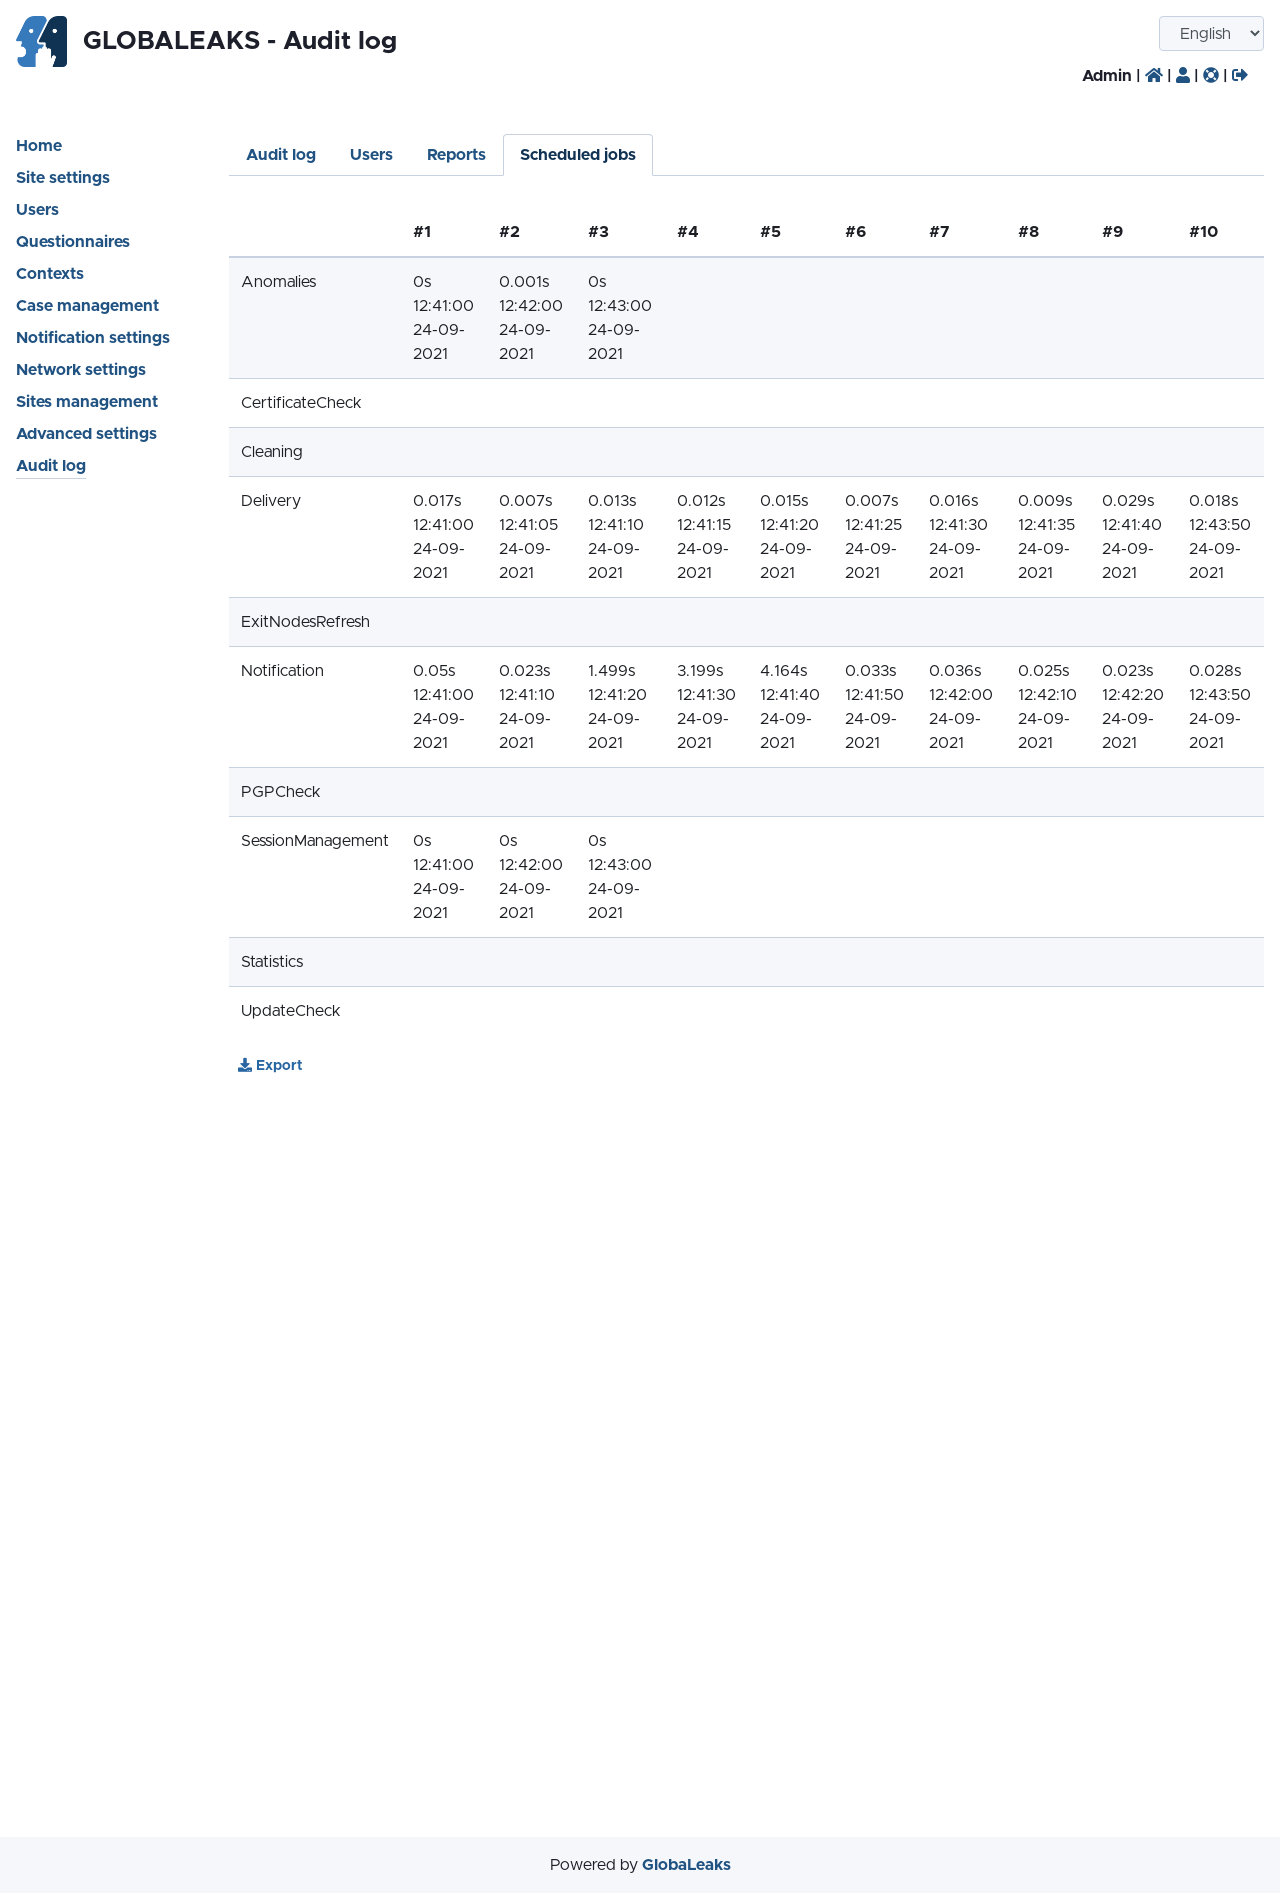 GLOBALEAKS - Audit log
English
Admin | | | |
Home
Site settings
Users
Questionnaires
Contexts
Case management
Notification settings
Network settings
Sites management
Advanced settings
Audit log
Audit log Users Reports Scheduled jobs
#1 #2 #3 #4 #5 #6 #7 #8 #9 #10
Anomalies 0s 0.001s 0s
12:41:00 12:42:00 12:43:00
24-09- 24-09- 24-09-
2021 2021 2021
CertificateCheck
Cleaning
Delivery 0.017s 0.007s 0.013s 0.012s 0.015s 0.007s 0.016s 0.009s 0.029s 0.018s
12:41:00 12:41:05 12:41:10 12:41:15 12:41:20 12:41:25 12:41:30 12:41:35 12:41:40 12:43:50
24-09- 24-09- 24-09- 24-09- 24-09- 24-09- 24-09- 24-09- 24-09- 24-09-
2021 2021 2021 2021 2021 2021 2021 2021 2021 2021
ExitNodesRefresh
Notification 0.05s 0.023s 1.499s 3.199s 4.164s 0.033s 0.036s 0.025s 0.023s 0.028s
12:41:00 12:41:10 12:41:20 12:41:30 12:41:40 12:41:50 12:42:00 12:42:10 12:42:20 12:43:50
24-09- 24-09- 24-09- 24-09- 24-09- 24-09- 24-09- 24-09- 24-09- 24-09-
2021 2021 2021 2021 2021 2021 2021 2021 2021 2021
PGPCheck
SessionManagement 0s 0s 0s
12:41:00 12:42:00 12:43:00
24-09- 24-09- 24-09-
2021 2021 2021
Statistics
UpdateCheck
Export
Powered by GlobaLeaks